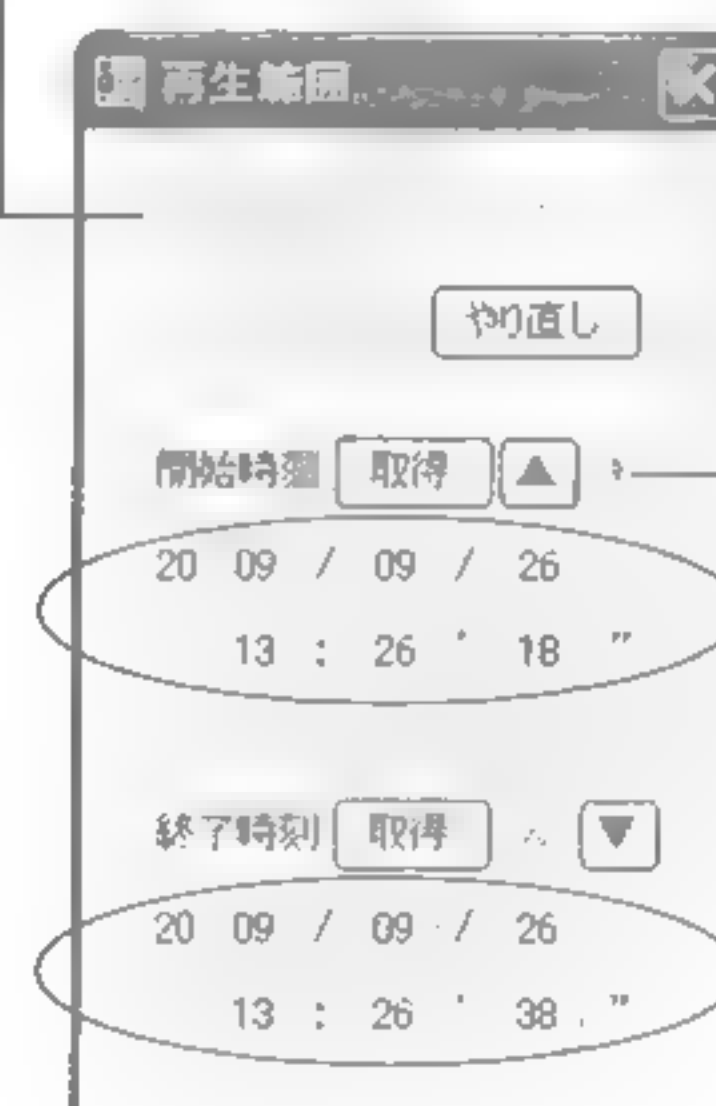 再生範囲
やり直し
開始時刻 取得 ▲
20 09 / 09 / 26
13 : 26 ' 18 "
終了時刻 取得 ▼
20 09 / 09 / 26
13 : 26 ' 38 "